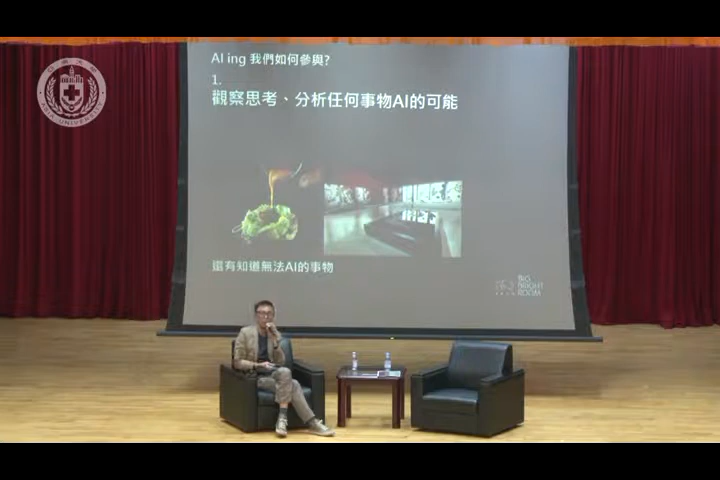 AI ing 我們如何參與?
1.
觀察思考、分析任何事物AI的可能
還有知道無法AI的事物
BIG
BRIGHT
ROOM
ASIA UNIVERSITY